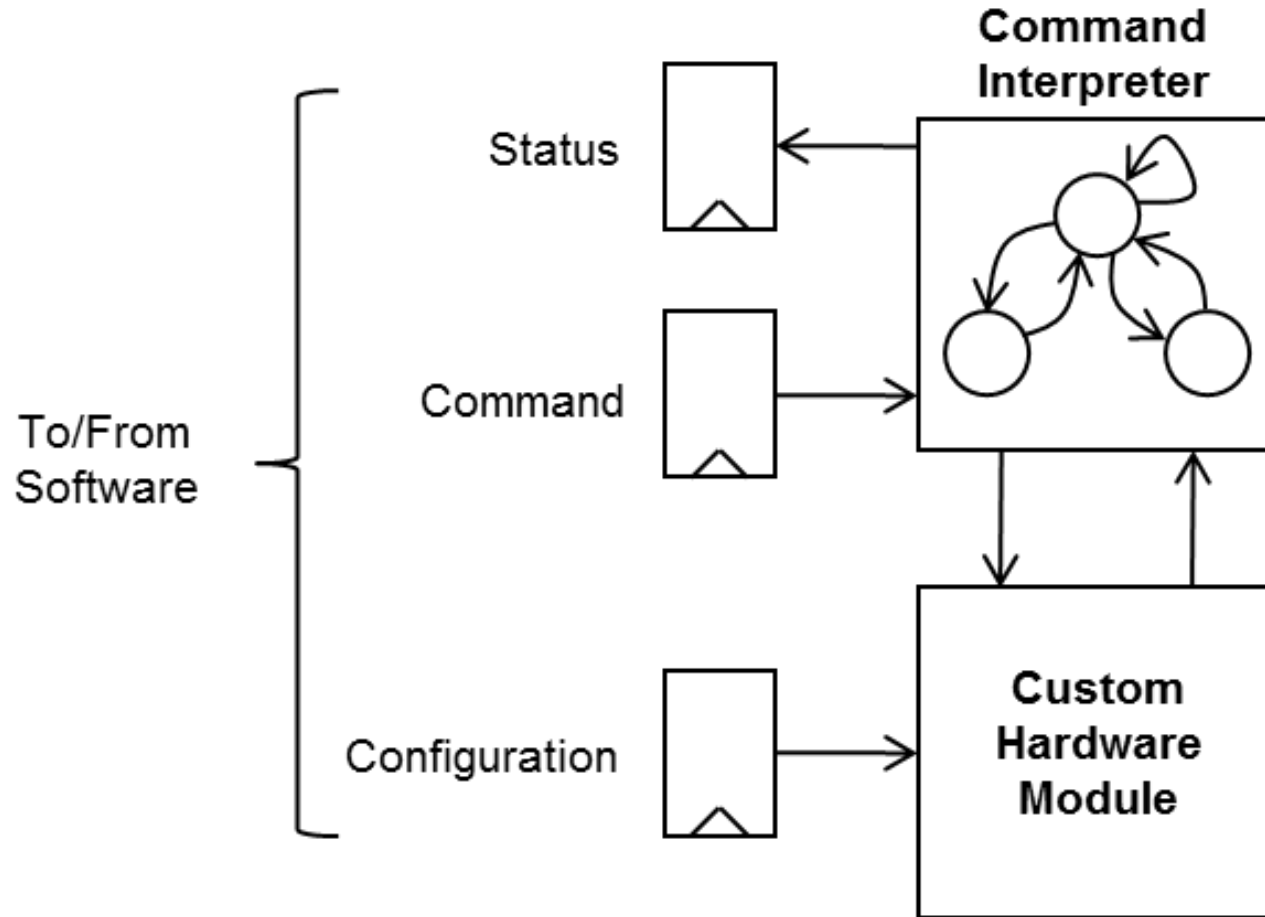 Command
Interpreter
Status
Command
To/From
Software
Configuration
Custom
Hardware
Module